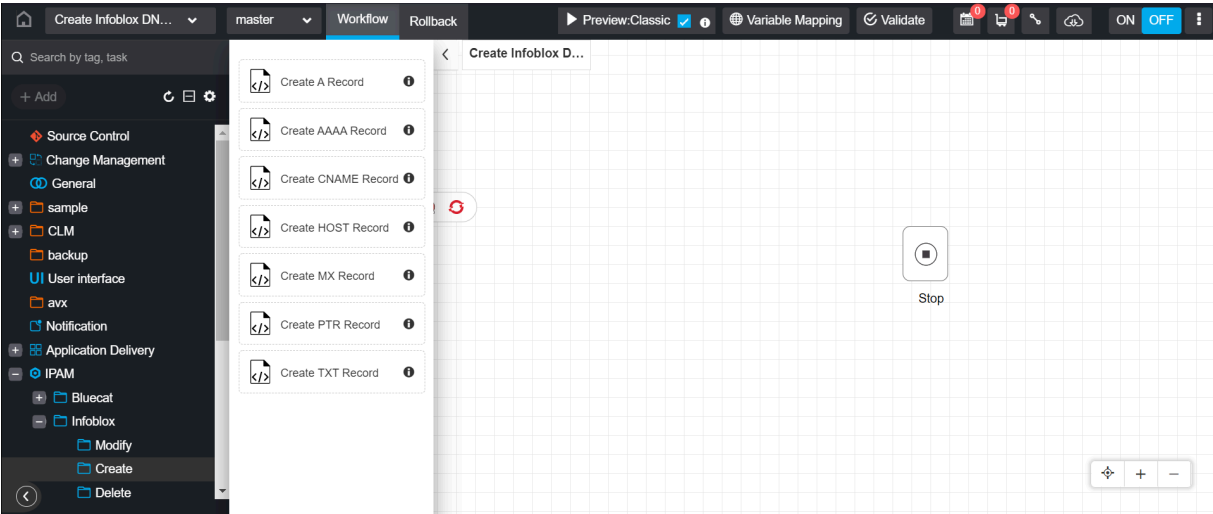 Create Infoblox DN... master Workflow Rollback Preview:Classic Variable Mapping Validate 0 0 ON OFF
Search by tag, task
+ Add
Source Control
Change Management
General
sample
CLM
backup
UI User interface
avx
Notification
Application Delivery
IPAM
Bluecat
Infoblox
Modify
Create
Delete
Create A Record
Create AAAA Record
Create CNAME Record
Create HOST Record
Create MX Record
Create PTR Record
Create TXT Record
Create Infoblox D...
Stop